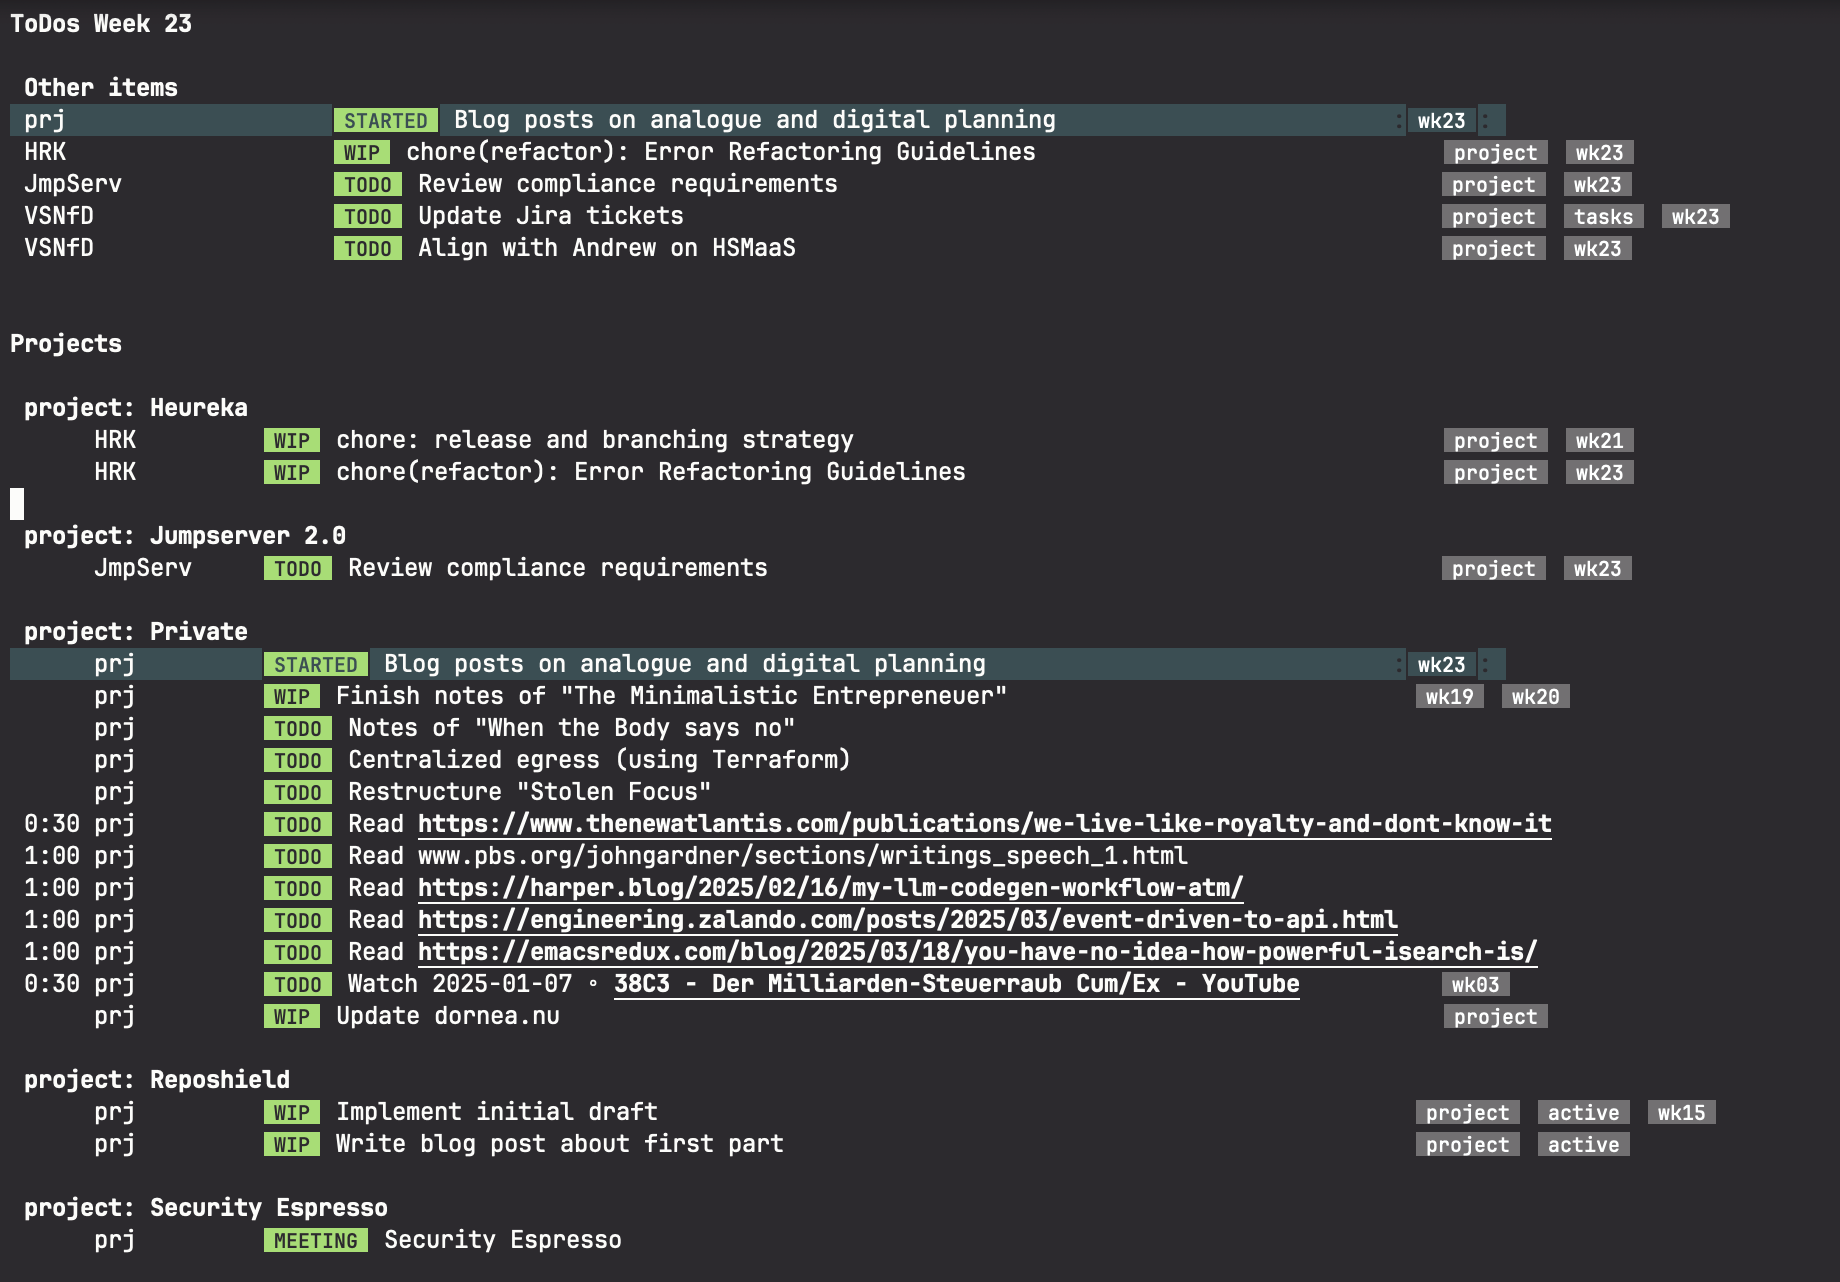 ToDos Week 23
Other items
prj STARTED Blog posts on analogue and digital planning : wk23 :
HRK WIP chore(refactor): Error Refactoring Guidelines project wk23
JmpServ TODO Review compliance requirements project wk23
VSNfD TODO Update Jira tickets project tasks wk23
VSNfD TODO Align with Andrew on HSMaaS project wk23
Projects
project: Heureka
HRK WIP chore: release and branching strategy project wk21
HRK WIP chore(refactor): Error Refactoring Guidelines project wk23
project: Jumpserver 2.0
JmpServ TODO Review compliance requirements project wk23
project: Private
prj STARTED Blog posts on analogue and digital planning : wk23 :
prj WIP Finish notes of "The Minimalistic Entrepreneuer" wk19 wk20
prj TODO Notes of "When the Body says no"
prj TODO Centralized egress (using Terraform)
prj TODO Restructure "Stolen Focus"
0:30 prj TODO Read https://www.thenewatlantis.com/publications/we-live-like-royalty-and-dont-know-it
1:00 prj TODO Read www.pbs.org/johngardner/sections/writings_speech_1.html
1:00 prj TODO Read https://harper.blog/2025/02/16/my-llm-codegen-workflow-atm/
1:00 prj TODO Read https://engineering.zalando.com/posts/2025/03/event-driven-to-api.html
1:00 prj TODO Read https://emacsredux.com/blog/2025/03/18/you-have-no-idea-how-powerful-isearch-is/
0:30 prj TODO Watch 2025-01-07 ∘ 38C3 - Der Milliarden-Steuerraub Cum/Ex - YouTube wk03
prj WIP Update dornea.nu project
project: Reposhield
prj WIP Implement initial draft project active wk15
prj WIP Write blog post about first part project active
project: Security Espresso
prj MEETING Security Espresso